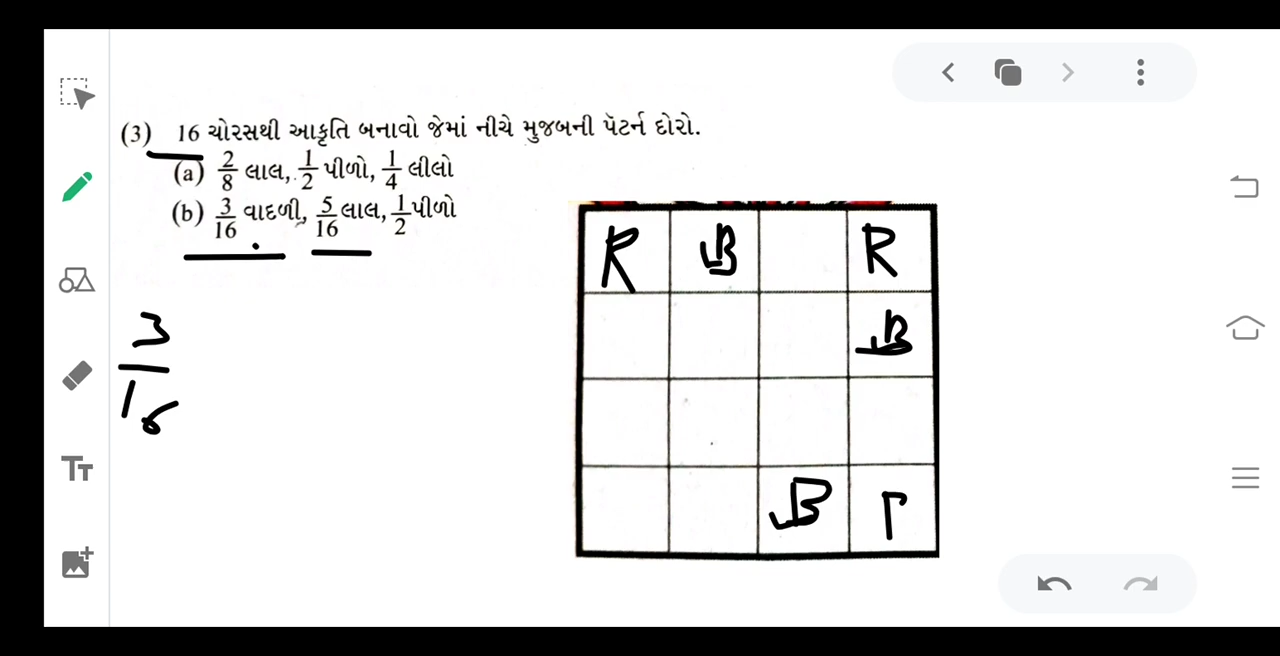 (3) 16 ચોરસથી આકૃતિ બનાવો જેમાં નીચે મુજબની પૅટર્ન દોરો.
(a) 2/8 લાલ, 1/2 પીળો, 1/4 લીલો
(b) 3/16 વાદળી, 5/16 લાલ, 1/2 પીળો
3/16
R B R
B
B
TT